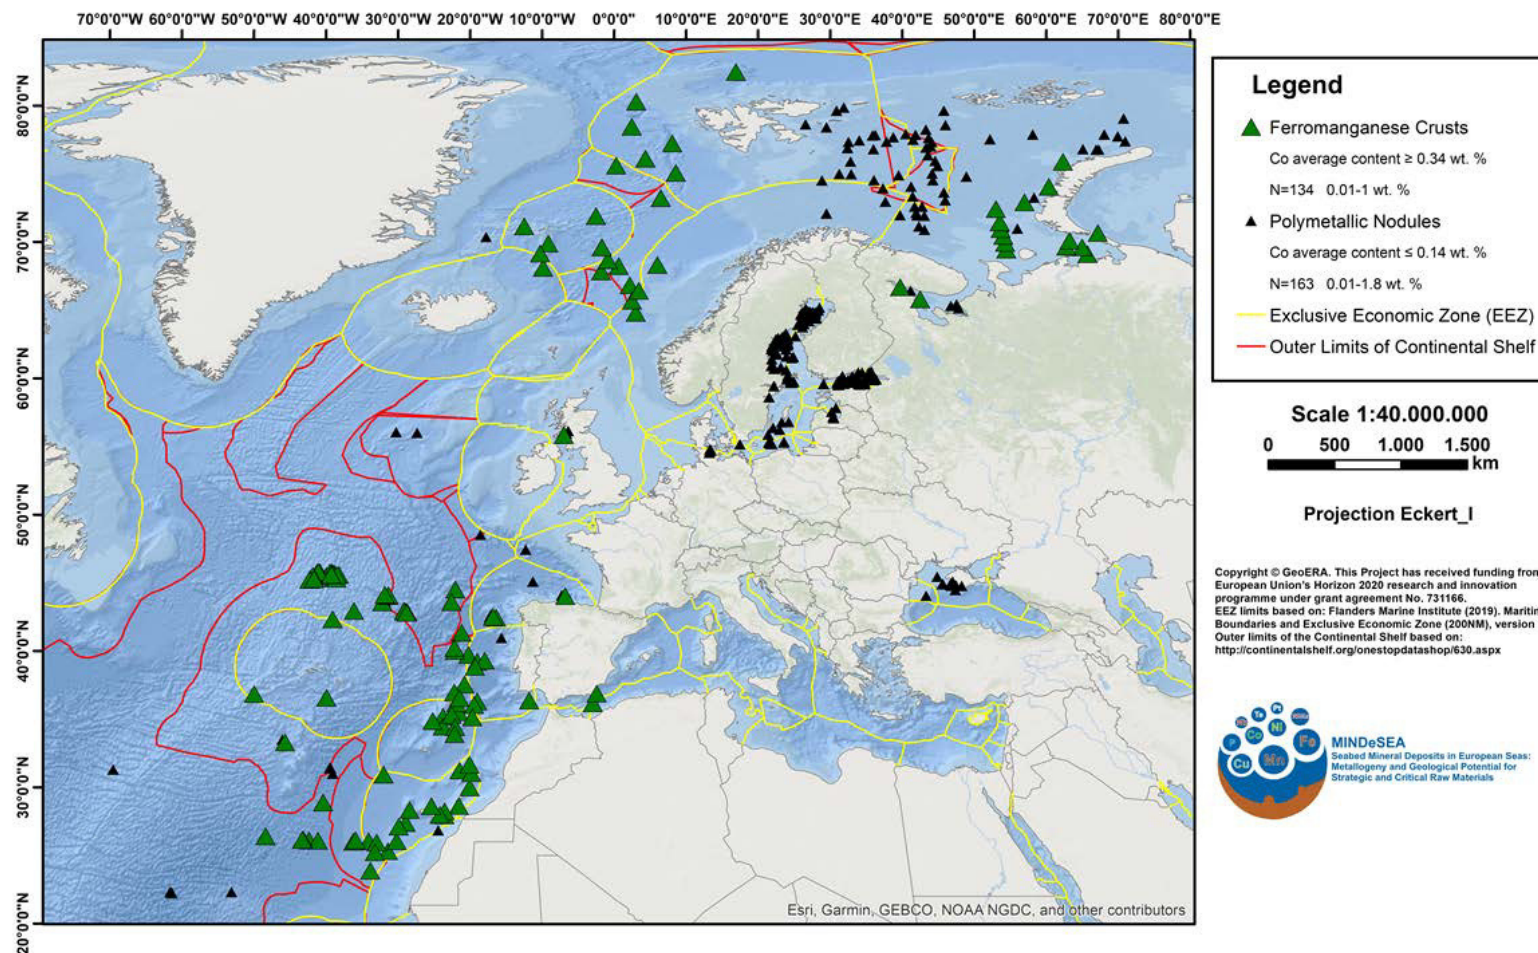 70°0'0"W 60°0'0"W 50°0'0"W 40°0'0"W 30°0'0"W 20°0'0"W 10°0'0"W 0°0'0" 10°0'0"E 20°0'0"E 30°0'0"E 40°0'0"E 50°0'0"E 60°0'0"E 70°0'0"E 80°0'0"E
80°0'0"N
70°0'0"N
60°0'0"N
50°0'0"N
40°0'0"N
30°0'0"N
20°0'0"N
Esri, Garmin, GEBCO, NOAA NGDC, and other contributors
Legend
Ferromanganese Crusts
Co average content ≥ 0.34 wt. %
N=134 0.01-1 wt. %
Polymetallic Nodules
Co average content ≤ 0.14 wt. %
N=163 0.01-1.8 wt. %
Exclusive Economic Zone (EEZ)
Outer Limits of Continental Shelf
Scale 1:40.000.000
0 500 1.000 1.500
km
Projection Eckert_I
Copyright © GeoERA. This Project has received funding from
European Union's Horizon 2020 research and innovation
programme under grant agreement No. 731166.
EEZ limits based on: Flanders Marine Institute (2019). Maritim
Boundaries and Exclusive Economic Zone (200NM), version
Outer limits of the Continental Shelf based on:
http://continentalshelf.org/onestopdatashop/630.aspx
Pt
Te
P Co Ni Fe
Cu Mn
MINDeSEA
Seabed Mineral Deposits in European Seas:
Metallogeny and Geological Potential for
Strategic and Critical Raw Materials